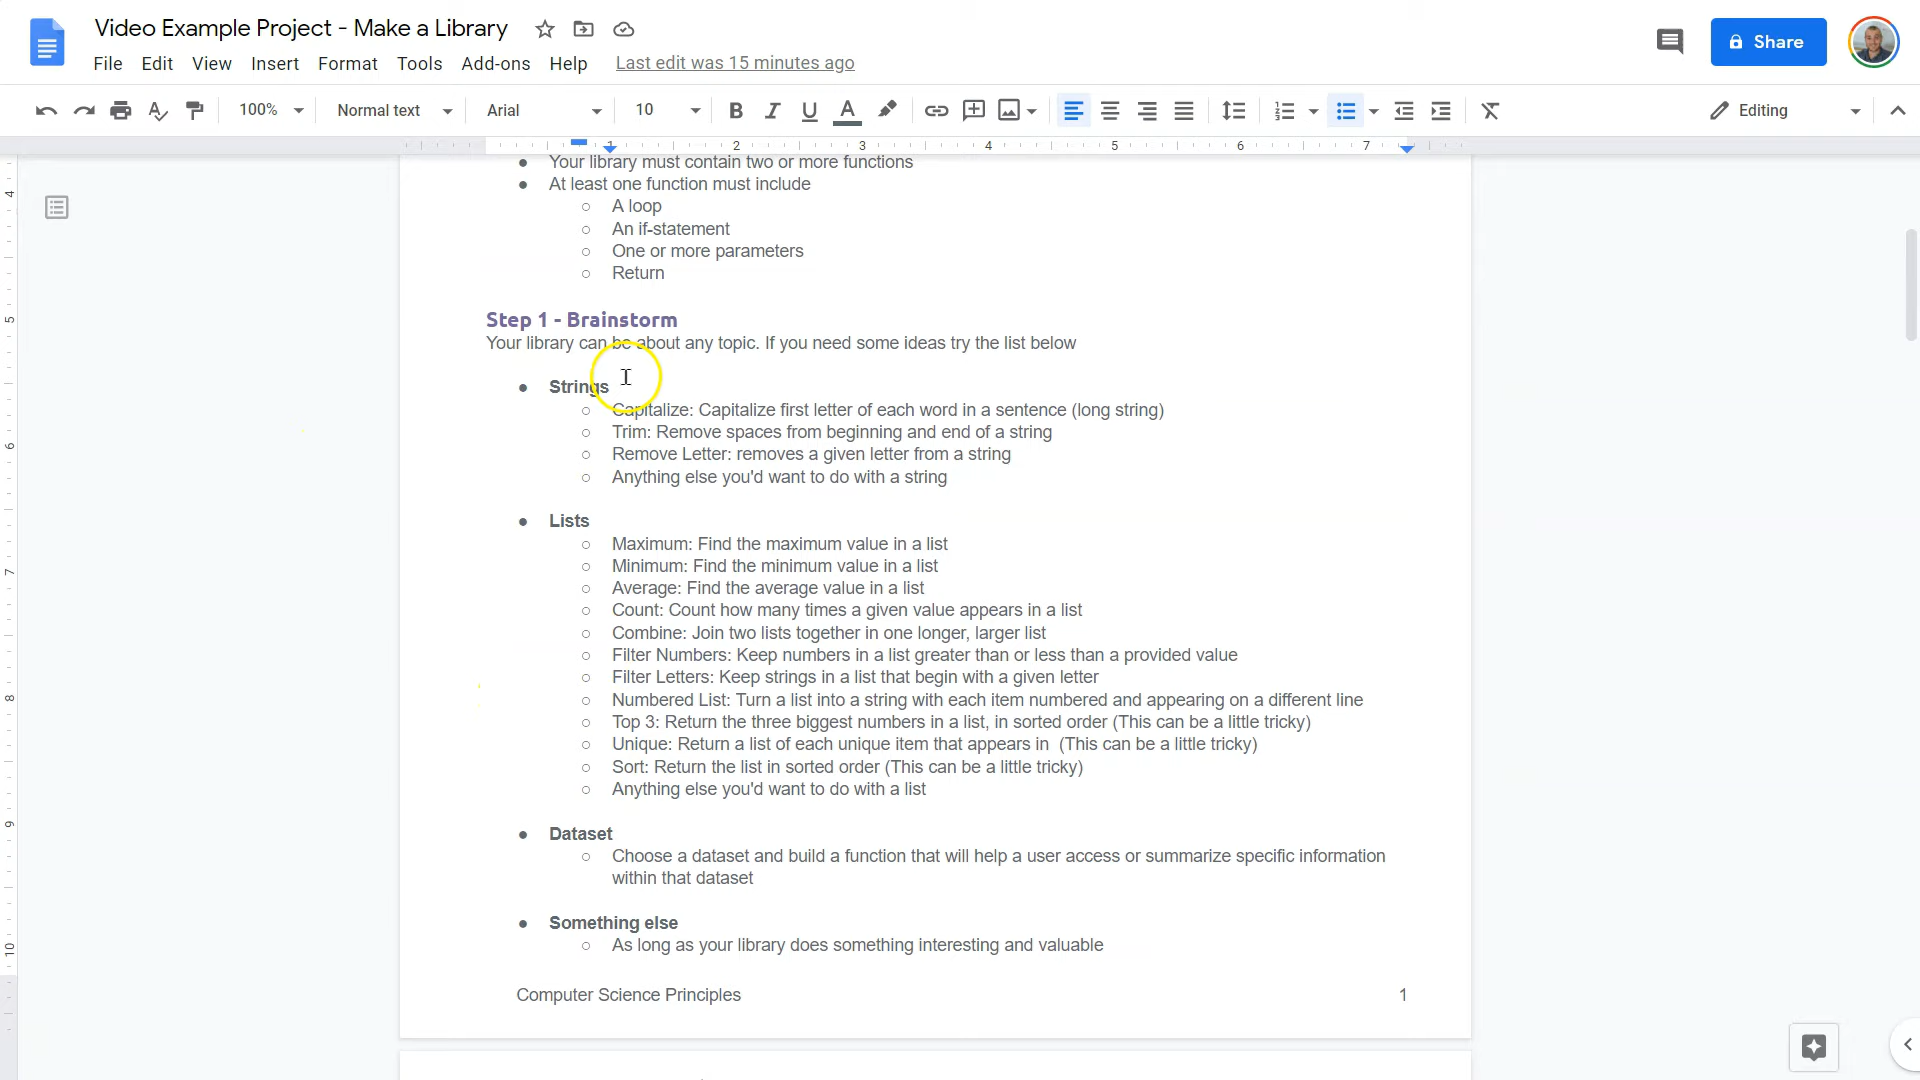 Video Example Project - Make a Library
Share
File Edit View Insert Format Tools Add-ons Help Last edit was 15 minutes ago
100% Normal text Arial 10 B I U A Editing
1 2 3 4 5 6 7
4
5
6
7
8
9
10
● Your library must contain two or more functions
● At least one function must include
○ A loop
○ An if-statement
○ One or more parameters
○ Return
Step 1 - Brainstorm
Your library can be about any topic. If you need some ideas try the list below
● Strings
○ Capitalize: Capitalize first letter of each word in a sentence (long string)
○ Trim: Remove spaces from beginning and end of a string
○ Remove Letter: removes a given letter from a string
○ Anything else you'd want to do with a string
● Lists
○ Maximum: Find the maximum value in a list
○ Minimum: Find the minimum value in a list
○ Average: Find the average value in a list
○ Count: Count how many times a given value appears in a list
○ Combine: Join two lists together in one longer, larger list
○ Filter Numbers: Keep numbers in a list greater than or less than a provided value
○ Filter Letters: Keep strings in a list that begin with a given letter
○ Numbered List: Turn a list into a string with each item numbered and appearing on a different line
○ Top 3: Return the three biggest numbers in a list, in sorted order (This can be a little tricky)
○ Unique: Return a list of each unique item that appears in  (This can be a little tricky)
○ Sort: Return the list in sorted order (This can be a little tricky)
○ Anything else you'd want to do with a list
● Dataset
○ Choose a dataset and build a function that will help a user access or summarize specific information
within that dataset
● Something else
○ As long as your library does something interesting and valuable
Computer Science Principles 1